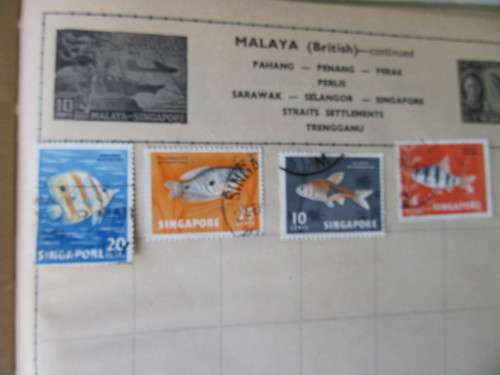 MALAYA (British)—continued
PAHANG — PENANG — PERAK
PERLIS
SARAWAK — SELANGOR — SINGAPORE
STRAITS SETTLEMENTS
TRENGGANU
10
MALAYA—SINGAPORE
20
SINGAPORE
SINGA
25
SINGAPORE
10
CENTS
SINGAPORE
SINGAPORE